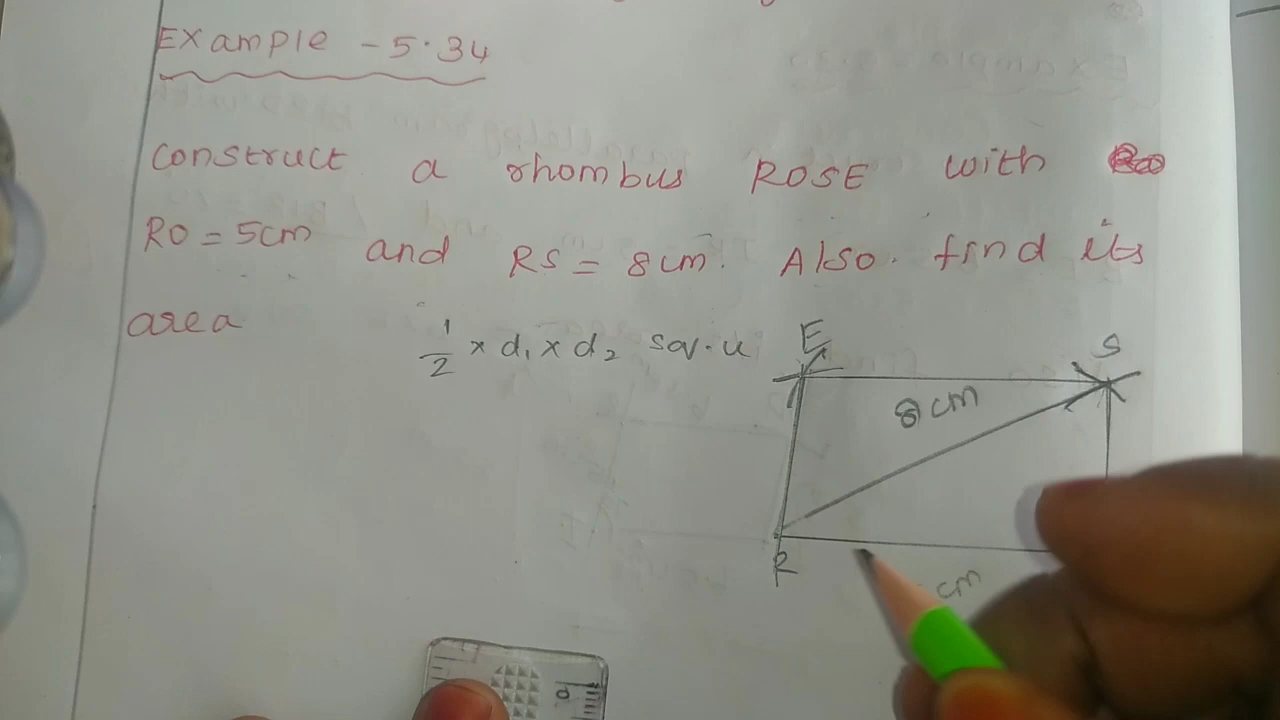 Example - 5.34
construct a rhombus ROSE with
RO = 5cm and RS = 8cm. Also find its
area
1/2 × d₁ × d₂ sq.u
E
S
8cm
R
cm